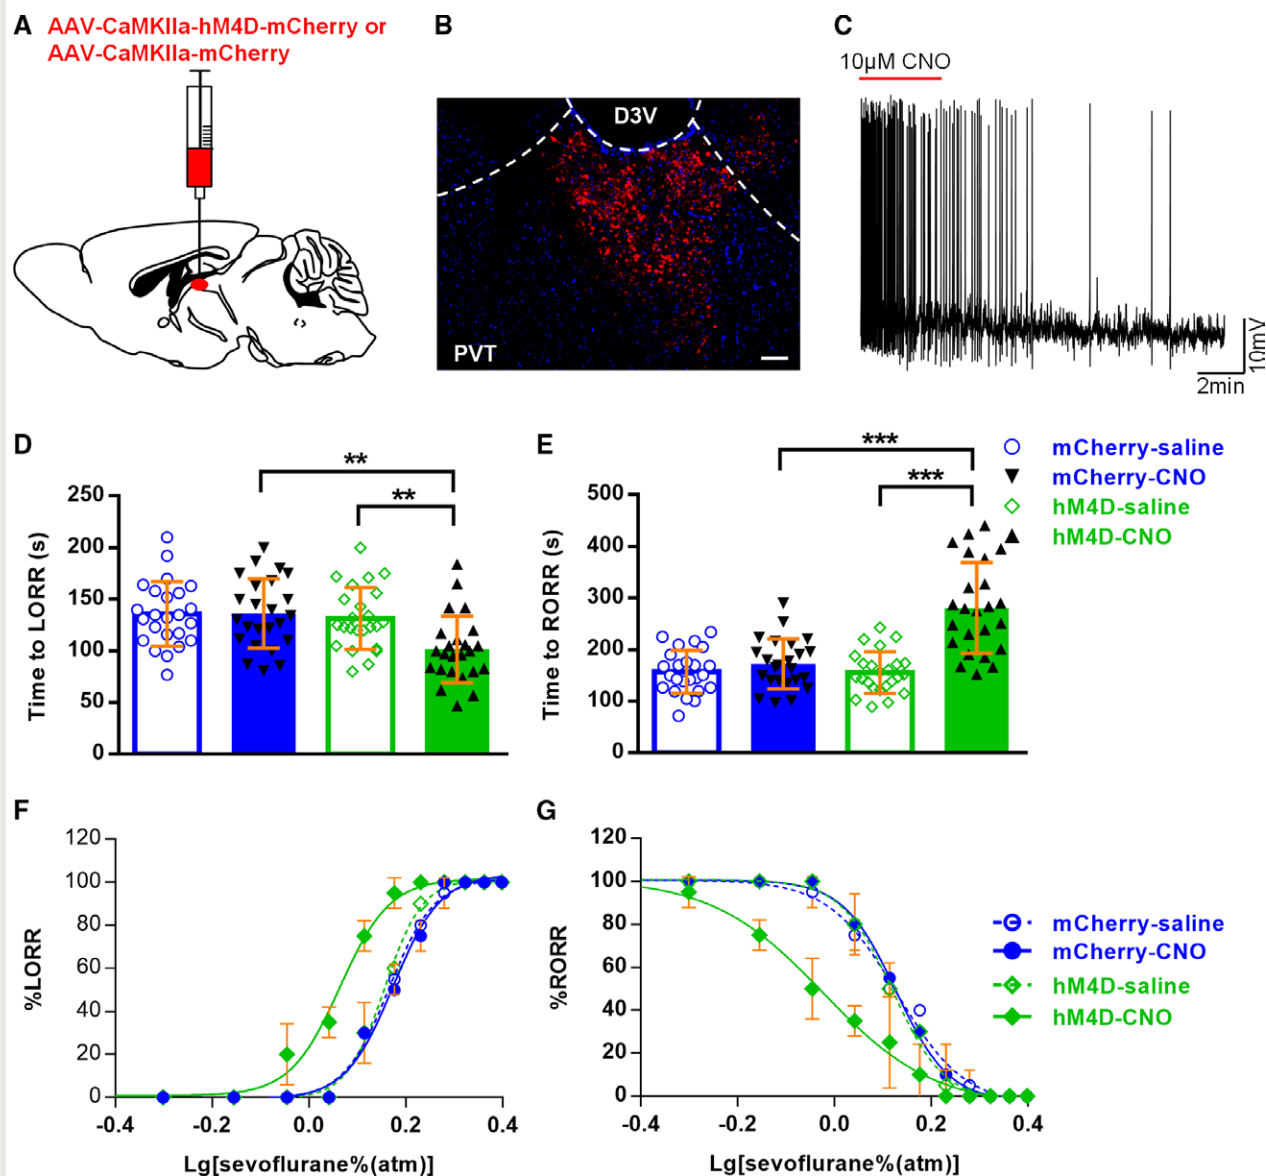 A
AAV-CaMKIIa-hM4D-mCherry or
AAV-CaMKIIa-mCherry
B
D3V
PVT
C
10μM CNO
10mV
2min
D
**
**
Time to LORR (s)
250
200
150
100
50
0
E
***
***
Time to RORR (s)
500
400
300
200
100
0
mCherry-saline
mCherry-CNO
hM4D-saline
hM4D-CNO
F
%LORR
120
100
80
60
40
20
0
-0.4 -0.2 0.0 0.2 0.4
Lg[sevoflurane%(atm)]
G
%RORR
120
100
80
60
40
20
0
-0.4 -0.2 0.0 0.2 0.4
Lg[sevoflurane%(atm)]
mCherry-saline
mCherry-CNO
hM4D-saline
hM4D-CNO